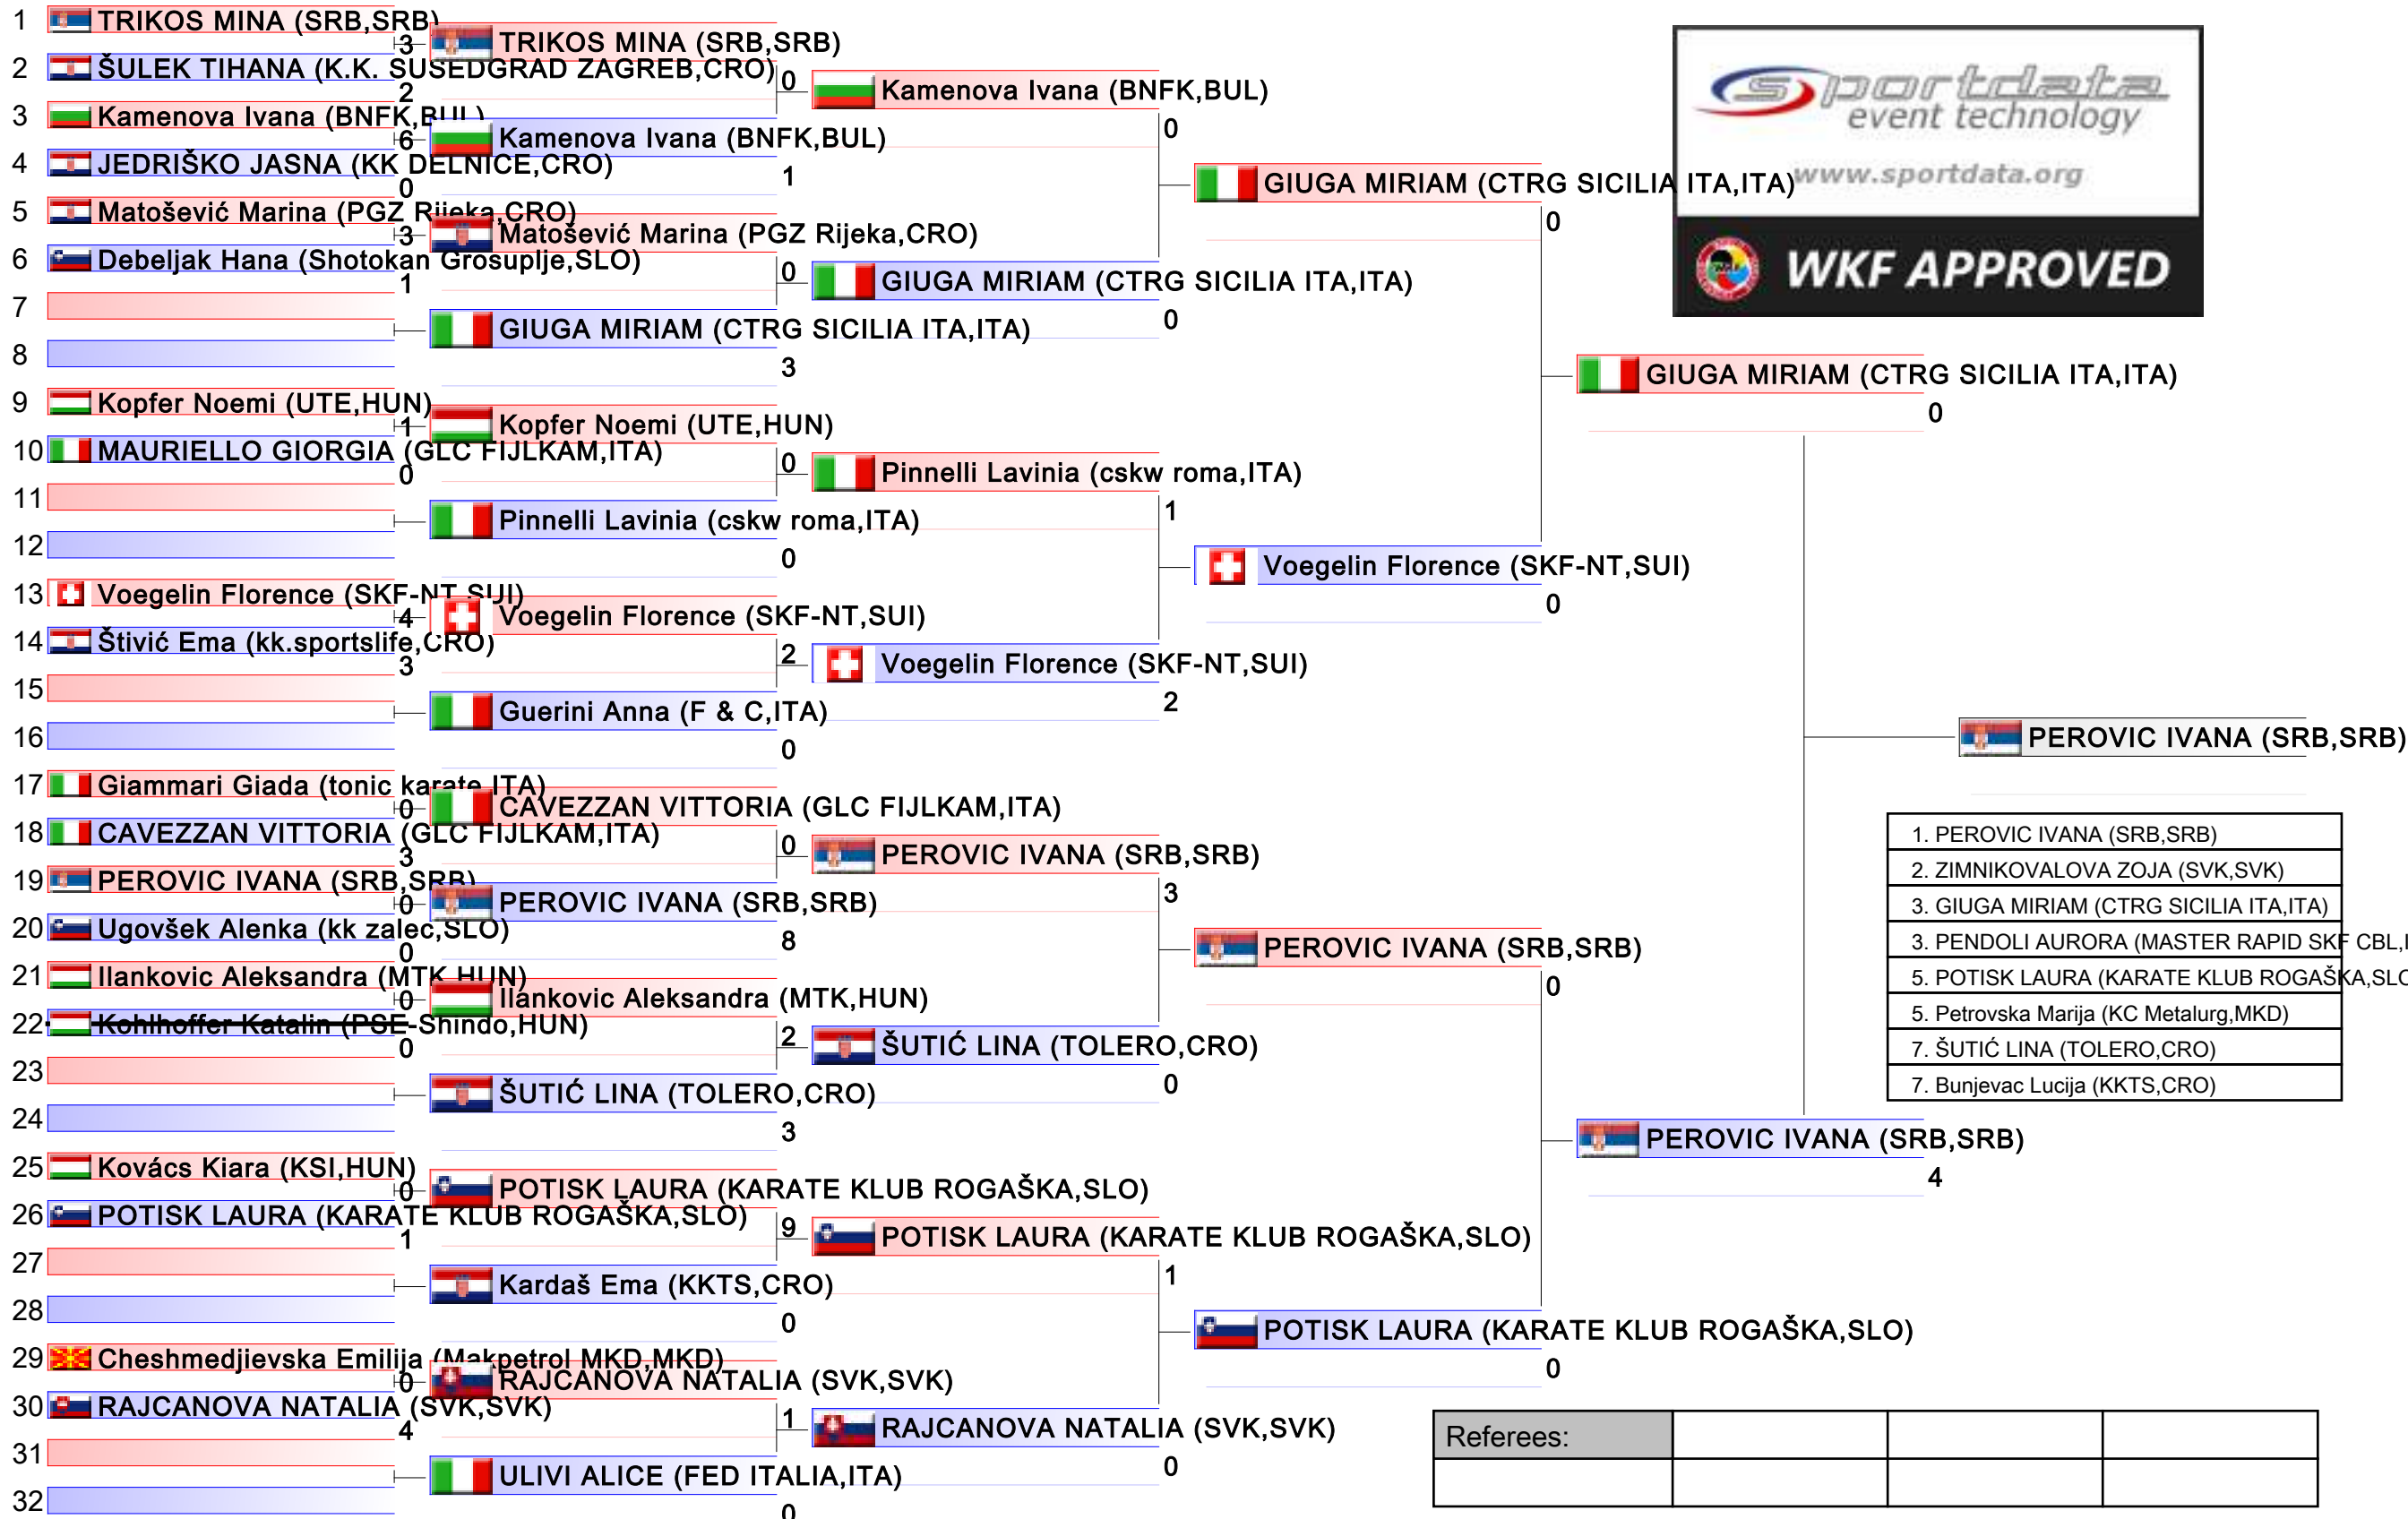 1 TRIKOS MINA (SRB,SRB)
3
2 ŠULEK TIHANA (K.K. SUSEDGRAD ZAGREB,CRO)
2
3 Kamenova Ivana (BNFK,BUL)
6
4 JEDRIŠKO JASNA (KK DELNICE,CRO)
0
5 Matošević Marina (PGZ Rijeka,CRO)
3
6 Debeljak Hana (Shotokan Grosuplje,SLO)
1
7
8
9 Kopfer Noemi (UTE,HUN)
1
10 MAURIELLO GIORGIA (GLC FIJLKAM,ITA)
0
11
12
13 Voegelin Florence (SKF-NT,SUI)
4
14 Štivić Ema (kk.sportslife,CRO)
3
15
16
17 Giammari Giada (tonic karate,ITA)
0
18 CAVEZZAN VITTORIA (GLC FIJLKAM,ITA)
3
19 PEROVIC IVANA (SRB,SRB)
0
20 Ugovšek Alenka (kk zalec,SLO)
0
21 Ilankovic Aleksandra (MTK,HUN)
0
22 Kohlhoffer Katalin (PSE-Shindo,HUN)
0
23
24
25 Kovács Kiara (KSI,HUN)
0
26 POTISK LAURA (KARATE KLUB ROGAŠKA,SLO)
1
27
28
29 Cheshmedjievska Emilija (Makpetrol MKD,MKD)
0
30 RAJCANOVA NATALIA (SVK,SVK)
4
31
32
TRIKOS MINA (SRB,SRB)
0
Kamenova Ivana (BNFK,BUL)
1
Matošević Marina (PGZ Rijeka,CRO)
0
GIUGA MIRIAM (CTRG SICILIA ITA,ITA)
3
Kopfer Noemi (UTE,HUN)
0
Pinnelli Lavinia (cskw roma,ITA)
0
Voegelin Florence (SKF-NT,SUI)
2
Guerini Anna (F & C,ITA)
0
CAVEZZAN VITTORIA (GLC FIJLKAM,ITA)
0
PEROVIC IVANA (SRB,SRB)
8
Ilankovic Aleksandra (MTK,HUN)
2
ŠUTIĆ LINA (TOLERO,CRO)
3
POTISK LAURA (KARATE KLUB ROGAŠKA,SLO)
9
Kardaš Ema (KKTS,CRO)
0
RAJCANOVA NATALIA (SVK,SVK)
1
ULIVI ALICE (FED ITALIA,ITA)
0
Kamenova Ivana (BNFK,BUL)
0
GIUGA MIRIAM (CTRG SICILIA ITA,ITA)
0
Pinnelli Lavinia (cskw roma,ITA)
1
Voegelin Florence (SKF-NT,SUI)
2
PEROVIC IVANA (SRB,SRB)
3
ŠUTIĆ LINA (TOLERO,CRO)
0
POTISK LAURA (KARATE KLUB ROGAŠKA,SLO)
1
RAJCANOVA NATALIA (SVK,SVK)
0
GIUGA MIRIAM (CTRG SICILIA ITA,ITA)
0
Voegelin Florence (SKF-NT,SUI)
0
PEROVIC IVANA (SRB,SRB)
0
POTISK LAURA (KARATE KLUB ROGAŠKA,SLO)
0
GIUGA MIRIAM (CTRG SICILIA ITA,ITA)
0
PEROVIC IVANA (SRB,SRB)
4
PEROVIC IVANA (SRB,SRB)
sportdata
event technology
www.sportdata.org
WKF APPROVED
1. PEROVIC IVANA (SRB,SRB)
2. ZIMNIKOVALOVA ZOJA (SVK,SVK)
3. GIUGA MIRIAM (CTRG SICILIA ITA,ITA)
3. PENDOLI AURORA (MASTER RAPID SKF CBL,
5. POTISK LAURA (KARATE KLUB ROGAŠKA,SLO
5. Petrovska Marija (KC Metalurg,MKD)
7. ŠUTIĆ LINA (TOLERO,CRO)
7. Bunjevac Lucija (KKTS,CRO)
Referees: